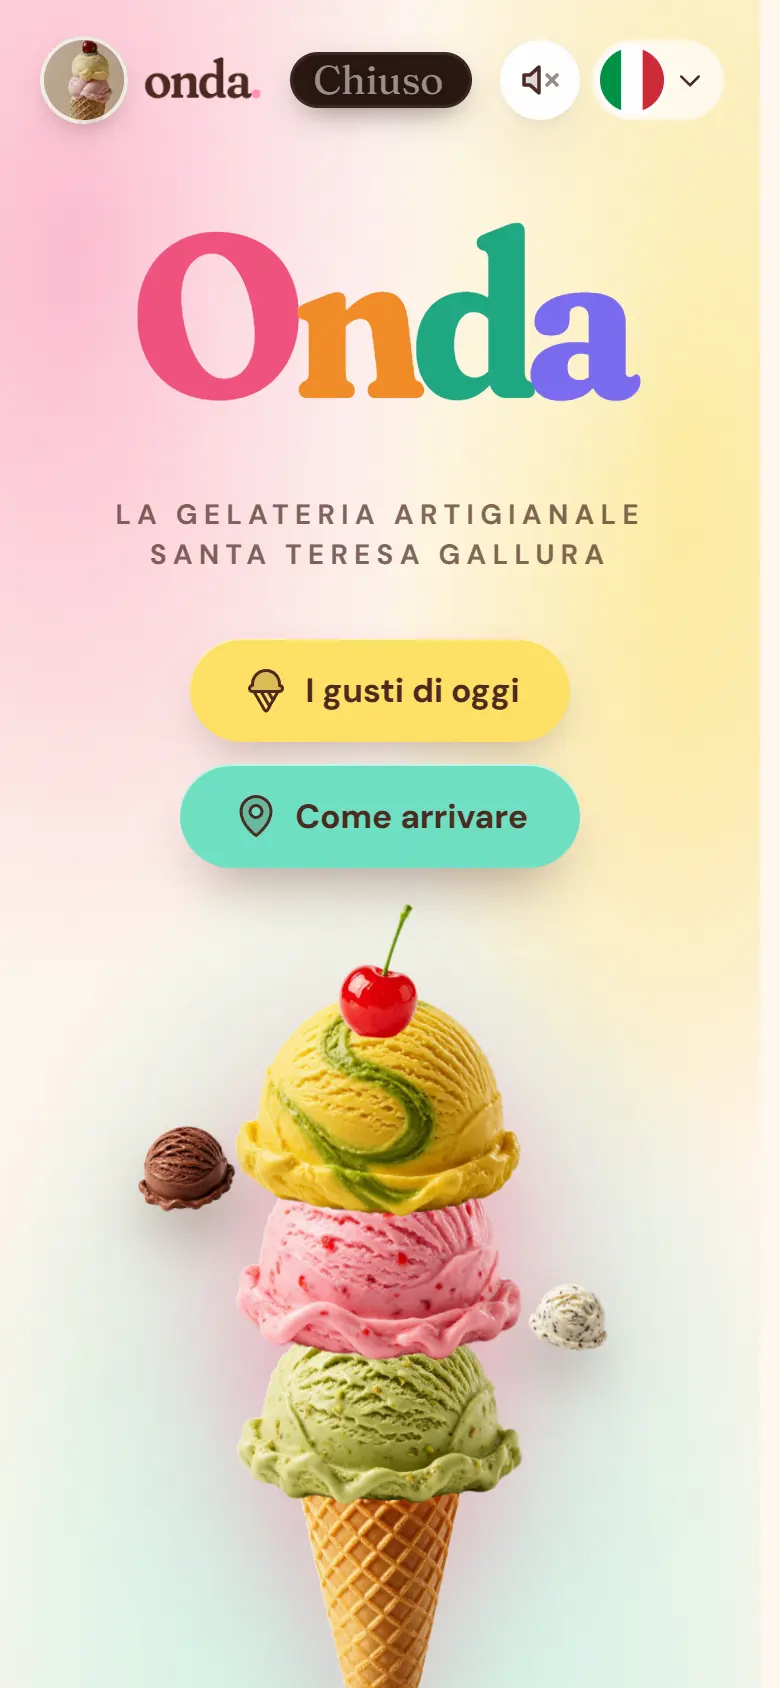 onda.
Chiuso
Onda
LA GELATERIA ARTIGIANALE
SANTA TERESA GALLURA
I gusti di oggi
Come arrivare